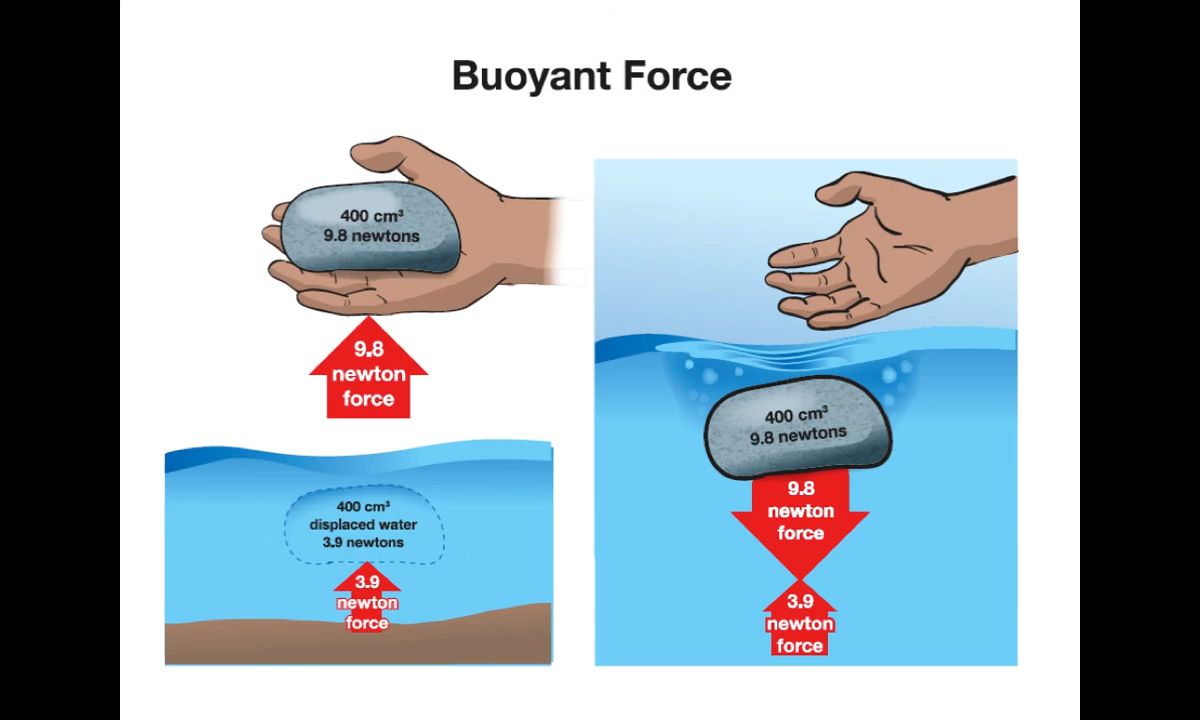 Buoyant Force
400 cm³
9.8 newtons
9.8
newton
force
400 cm³
displaced water
3.9 newtons
3.9
newton
force
400 cm³
9.8 newtons
9.8
newton
force
3.9
newton
force